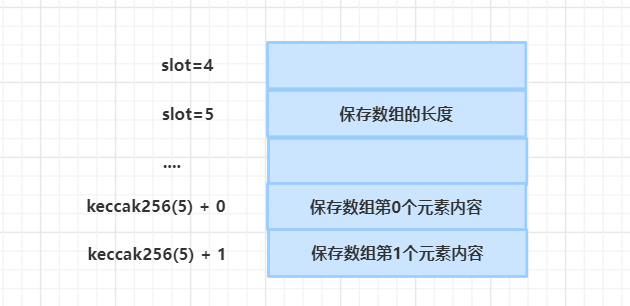 slot=4
slot=5 保存数组的长度
....
keccak256(5) + 0 保存数组第0个元素内容
keccak256(5) + 1 保存数组第1个元素内容